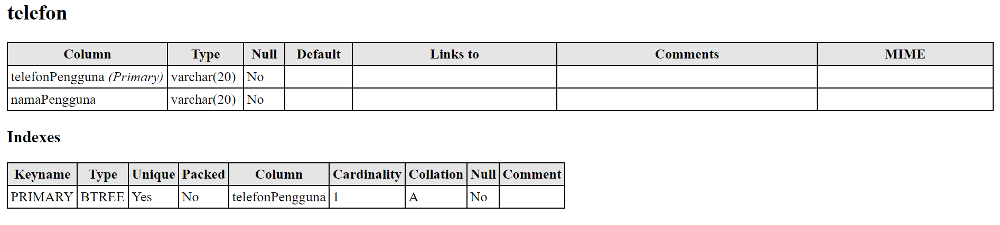 telefon
Column Type Null Default Links to Comments MIME
telefonPengguna (Primary) varchar(20) No
namaPengguna varchar(20) No
Indexes
Keyname Type Unique Packed Column Cardinality Collation Null Comment
PRIMARY BTREE Yes No telefonPengguna 1 A No